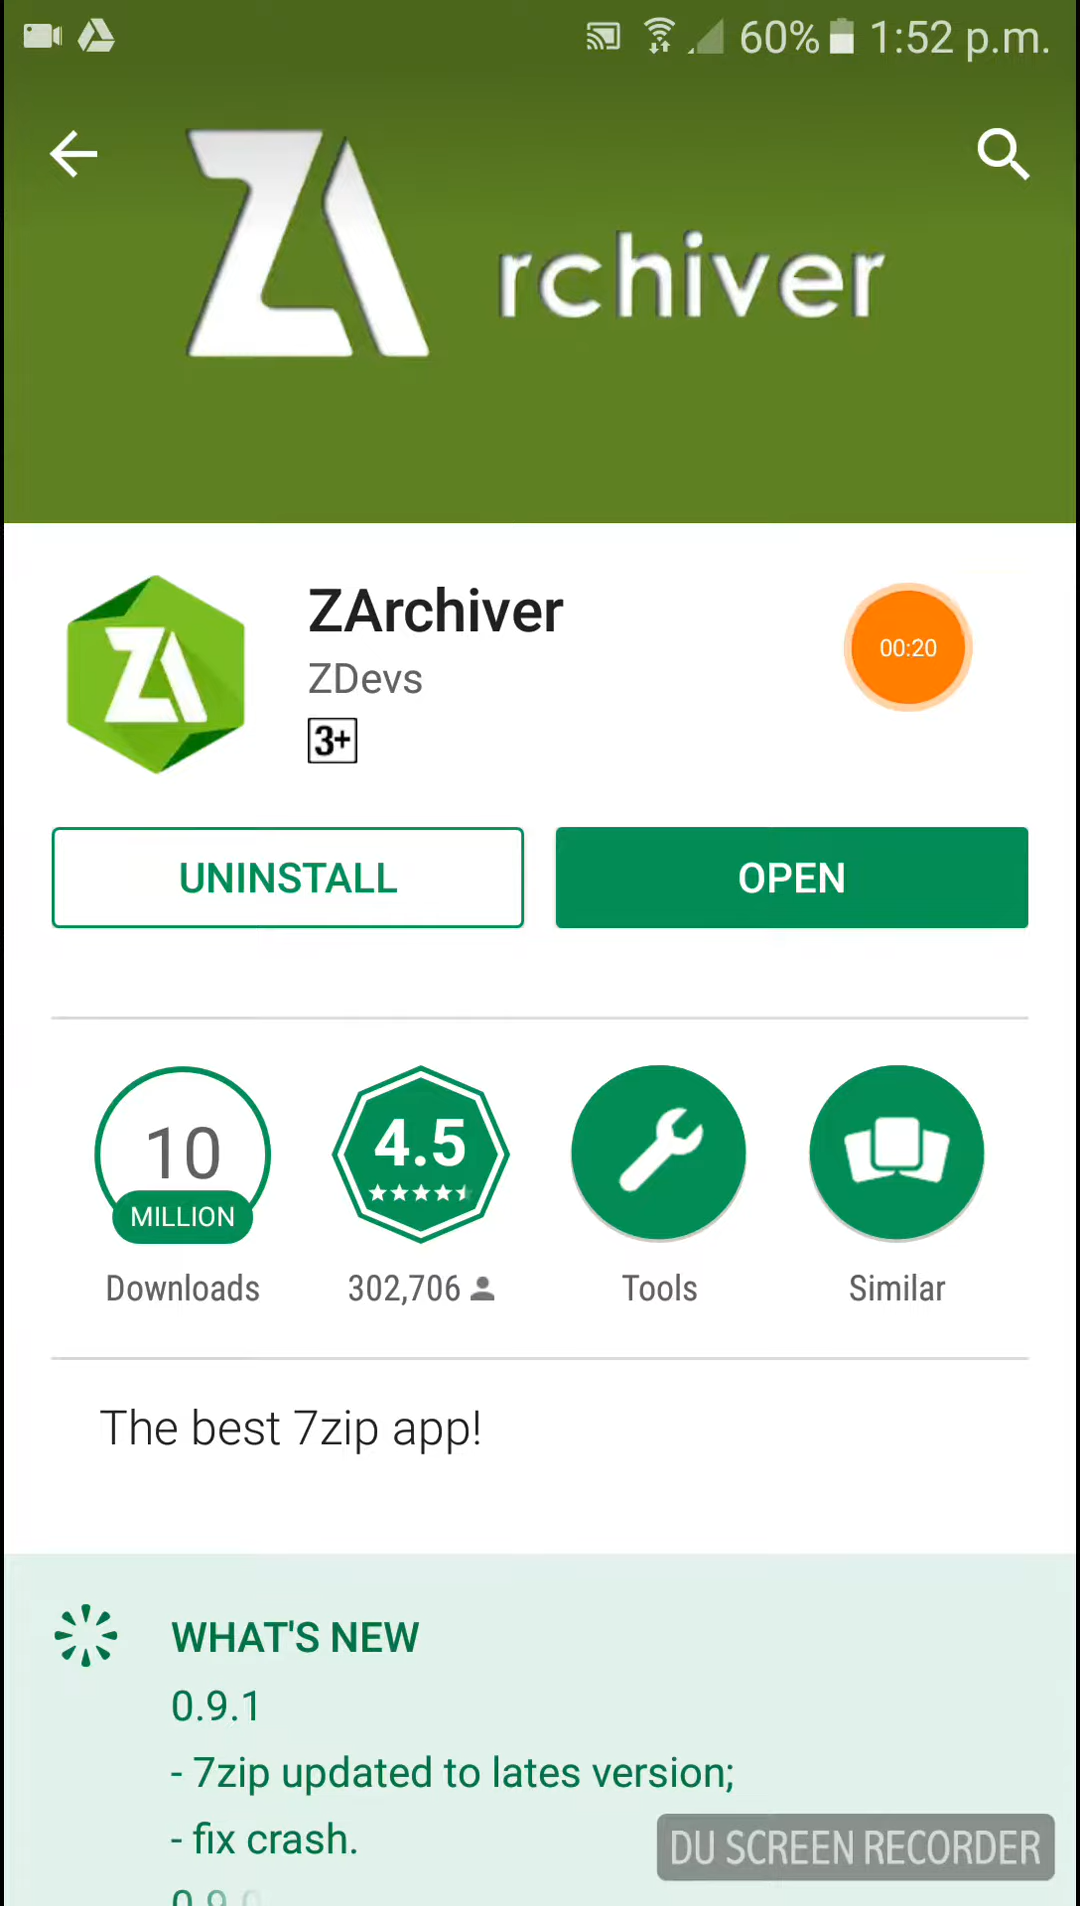 60% 1:52 p.m.
ZA rchiver
ZArchiver
ZDevs
3+
00:20
UNINSTALL
OPEN
10
MILLION
Downloads
4.5
302,706
Tools
Similar
The best 7zip app!
WHAT'S NEW
0.9.1
- 7zip updated to lates version;
- fix crash.
DU SCREEN RECORDER